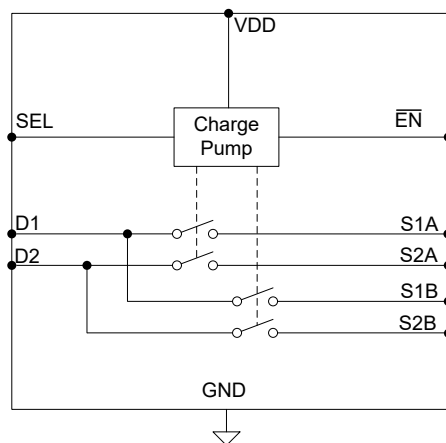 VDD
SEL
Charge
Pump
EN
D1
S1A
D2
S2A
S1B
S2B
GND